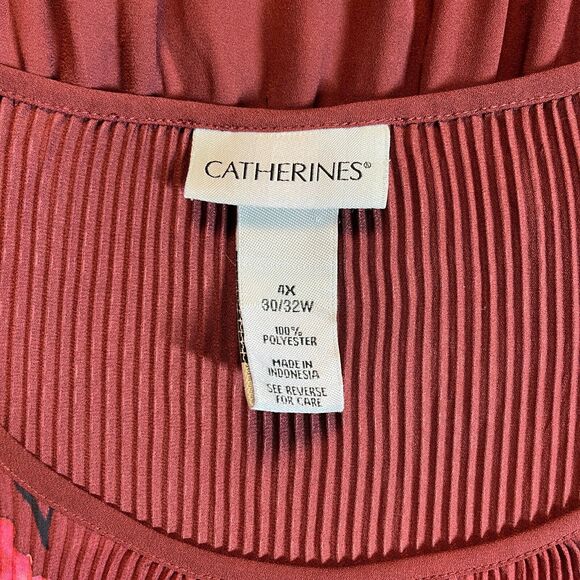 CATHERINES®
4X
30/32W
100%
POLYESTER
MADE IN
INDONESIA
SEE REVERSE
FOR CARE